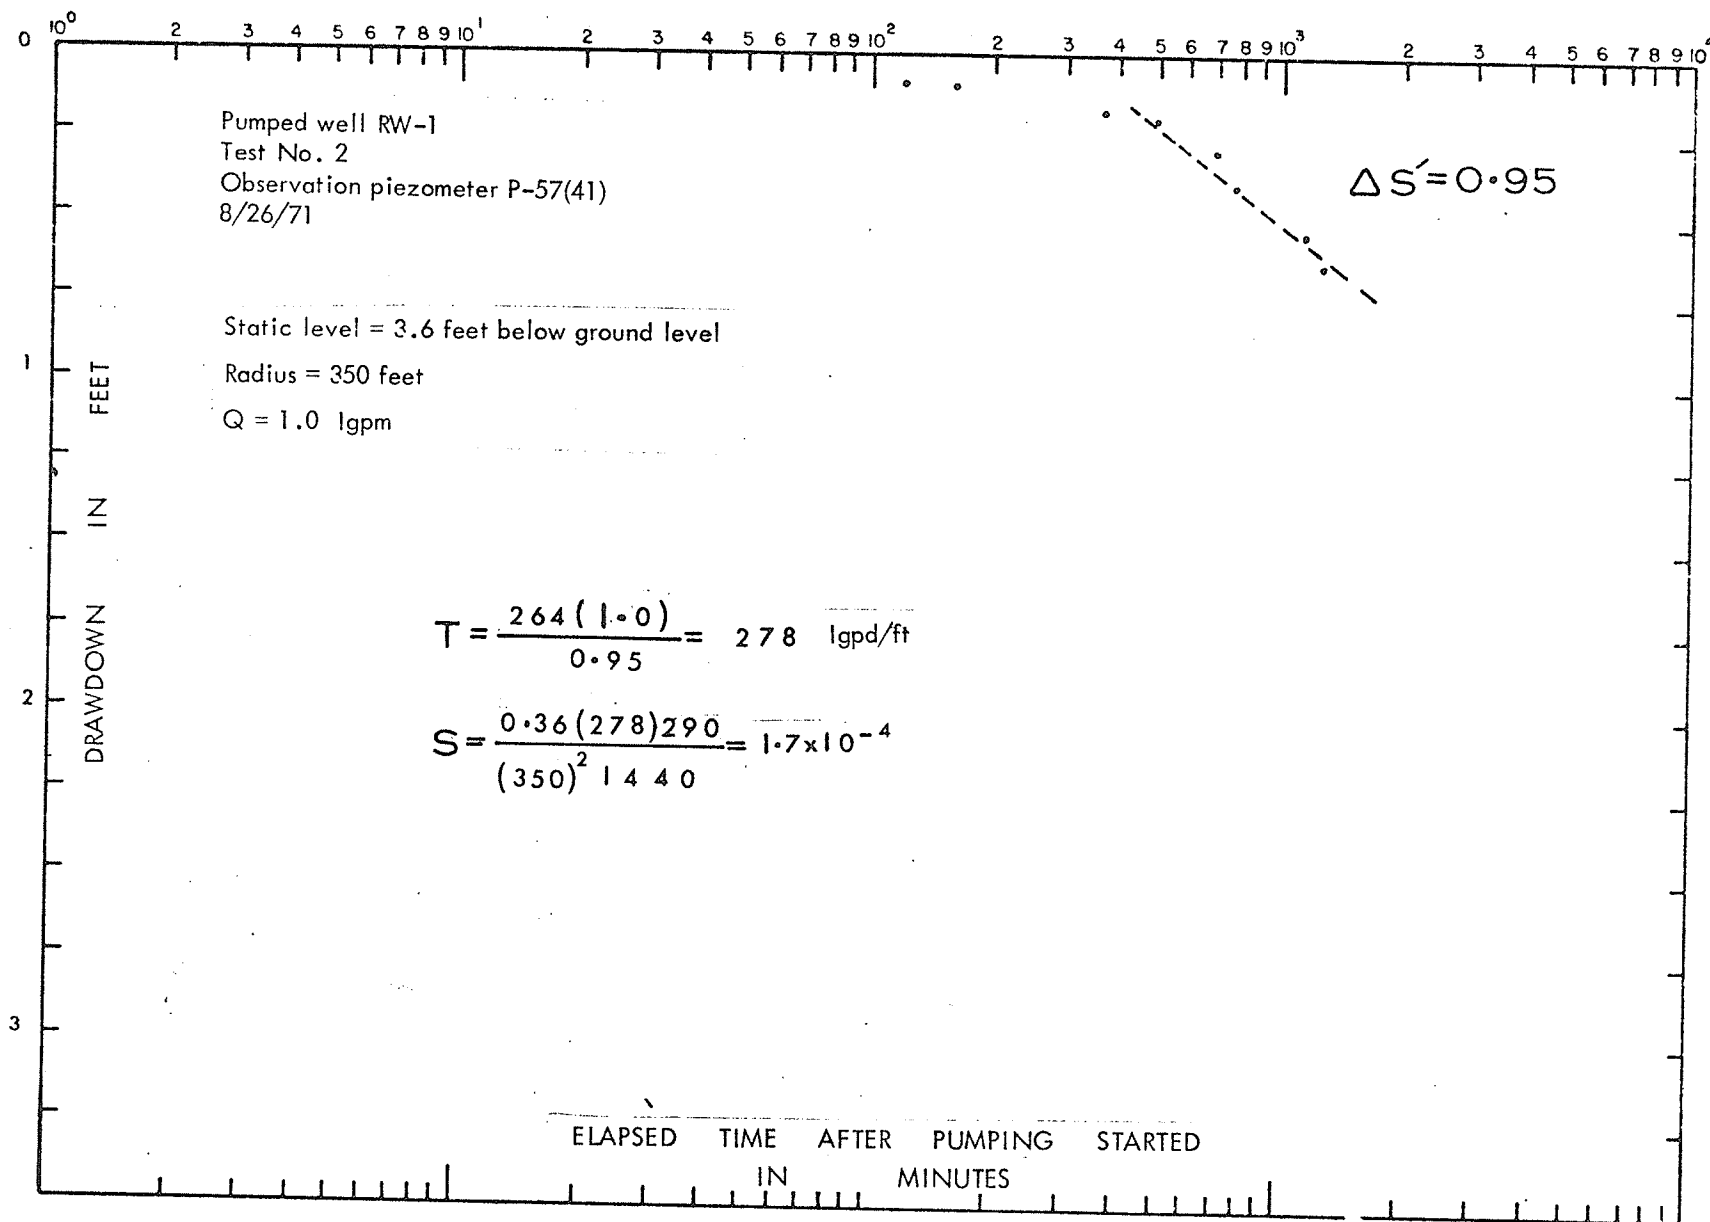 10⁰ 2 3 4 5 6 7 8 9 10¹ 2 3 4 5 6 7 8 9 10² 2 3 4 5 6 7 8 9 10³ 2 3 4 5 6 7 8 9 10⁴
0
Pumped well RW-1
Test No. 2
Observation piezometer P-57(41)
8/26/71
Δ S′=0.95
Static level = 3.6 feet below ground level
1
Radius = 350 feet
Q = 1.0 Igpm
DRAWDOWN IN FEET
T = 264 ( 1.0) / 0.95 = 278 Igpd/ft
2
S = 0.36(278)290 / (350)² 1440 = 1.7x10⁻⁴
3
ELAPSED TIME AFTER PUMPING STARTED
IN MINUTES